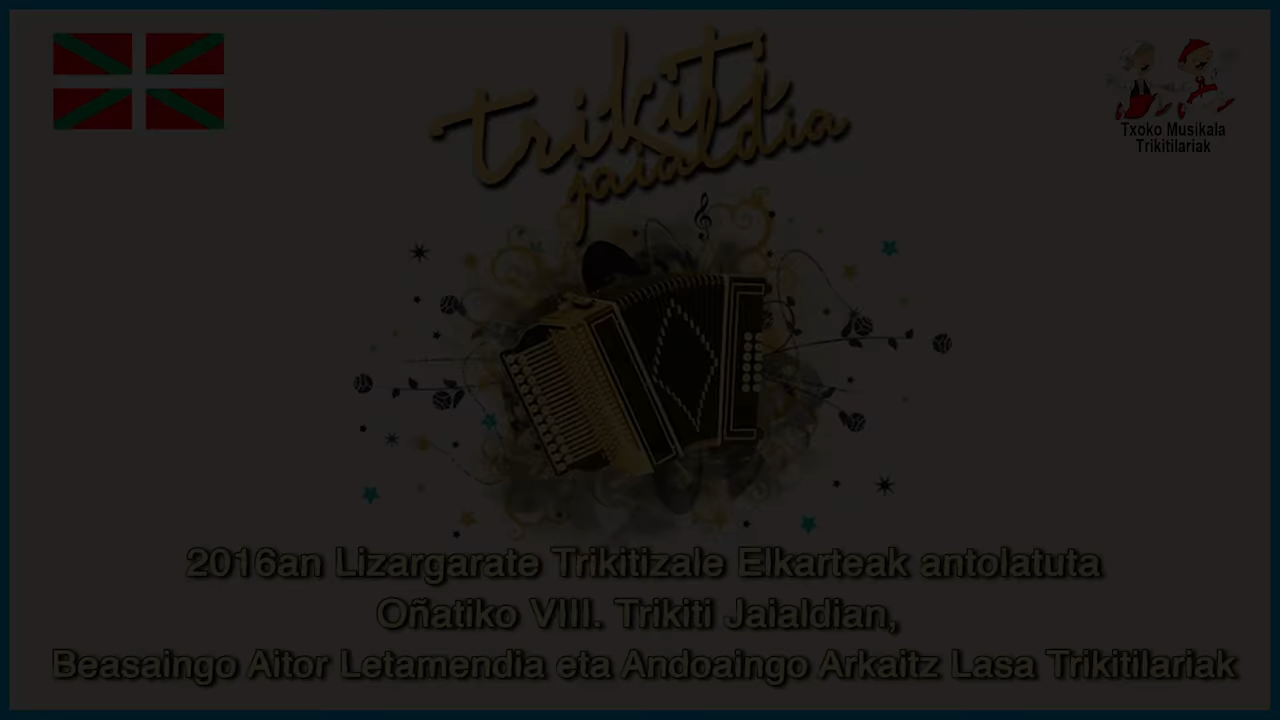 trikiti
jaialdia
Txoko Musikala
Trikitilariak
2016an Lizargarate Trikitizale Elkarteak antolatuta
Oñatiko VIII. Trikiti Jaialdian,
Beasaingo Aitor Letamendia eta Andoaingo Arkaitz Lasa Trikitilariak